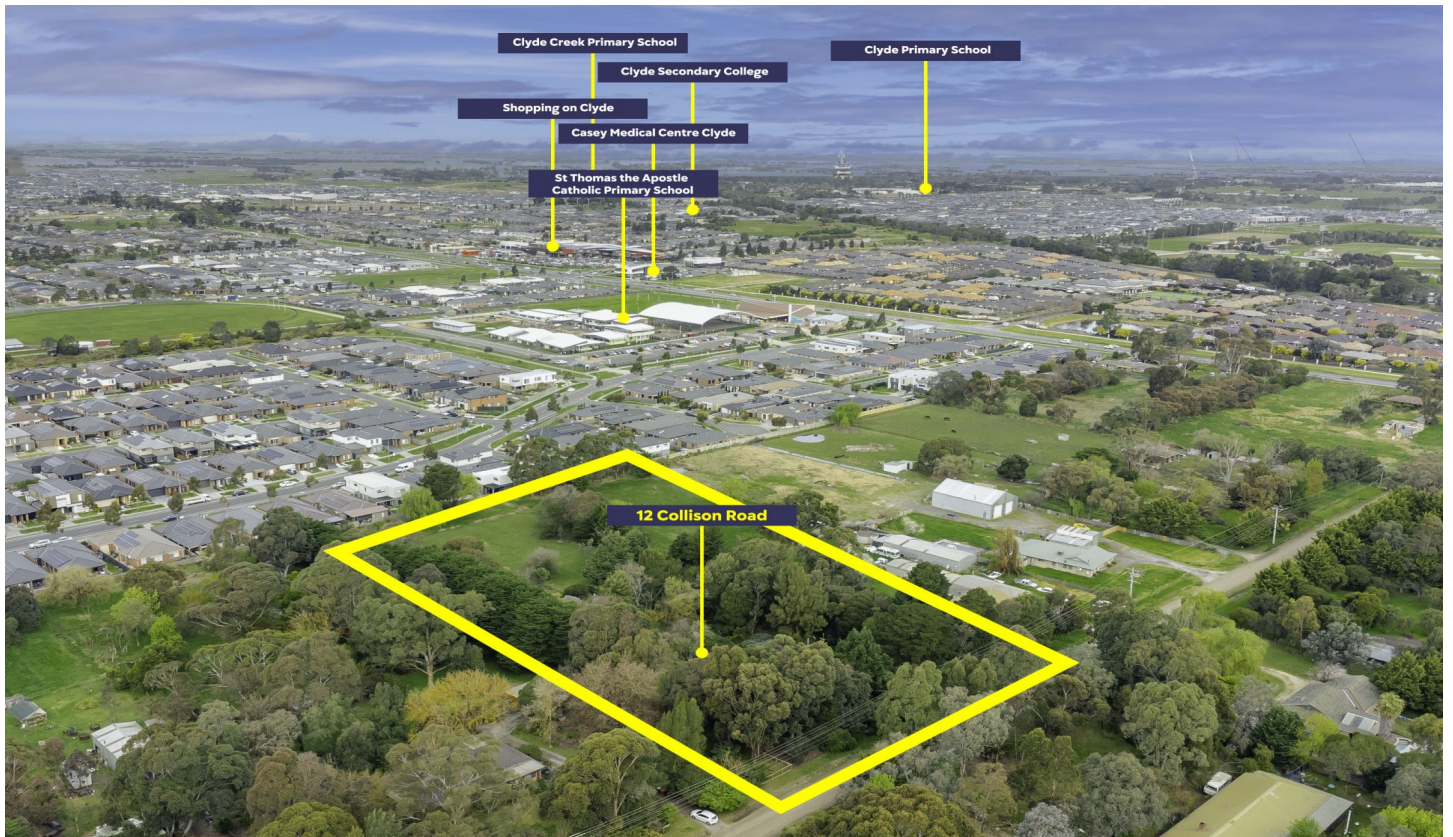 Clyde Creek Primary School
Clyde Primary School
Clyde Secondary College
Shopping on Clyde
Casey Medical Centre Clyde
St Thomas the Apostle
Catholic Primary School
12 Collison Road